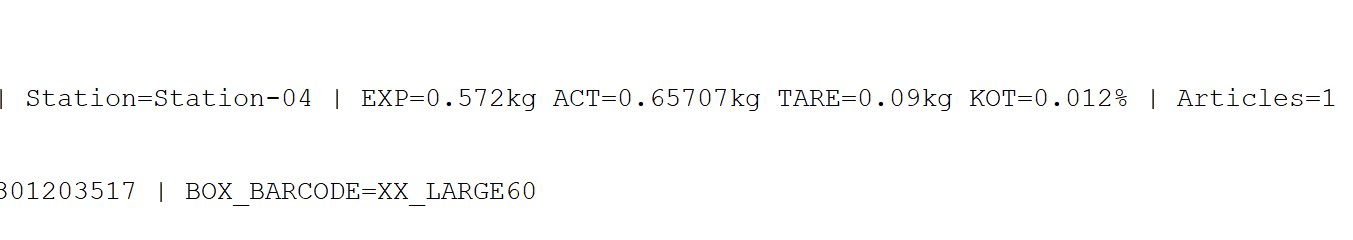 | Station=Station-04 | EXP=0.572kg ACT=0.65707kg TARE=0.09kg KOT=0.012% | Articles=1
301203517 | BOX_BARCODE=XX_LARGE60